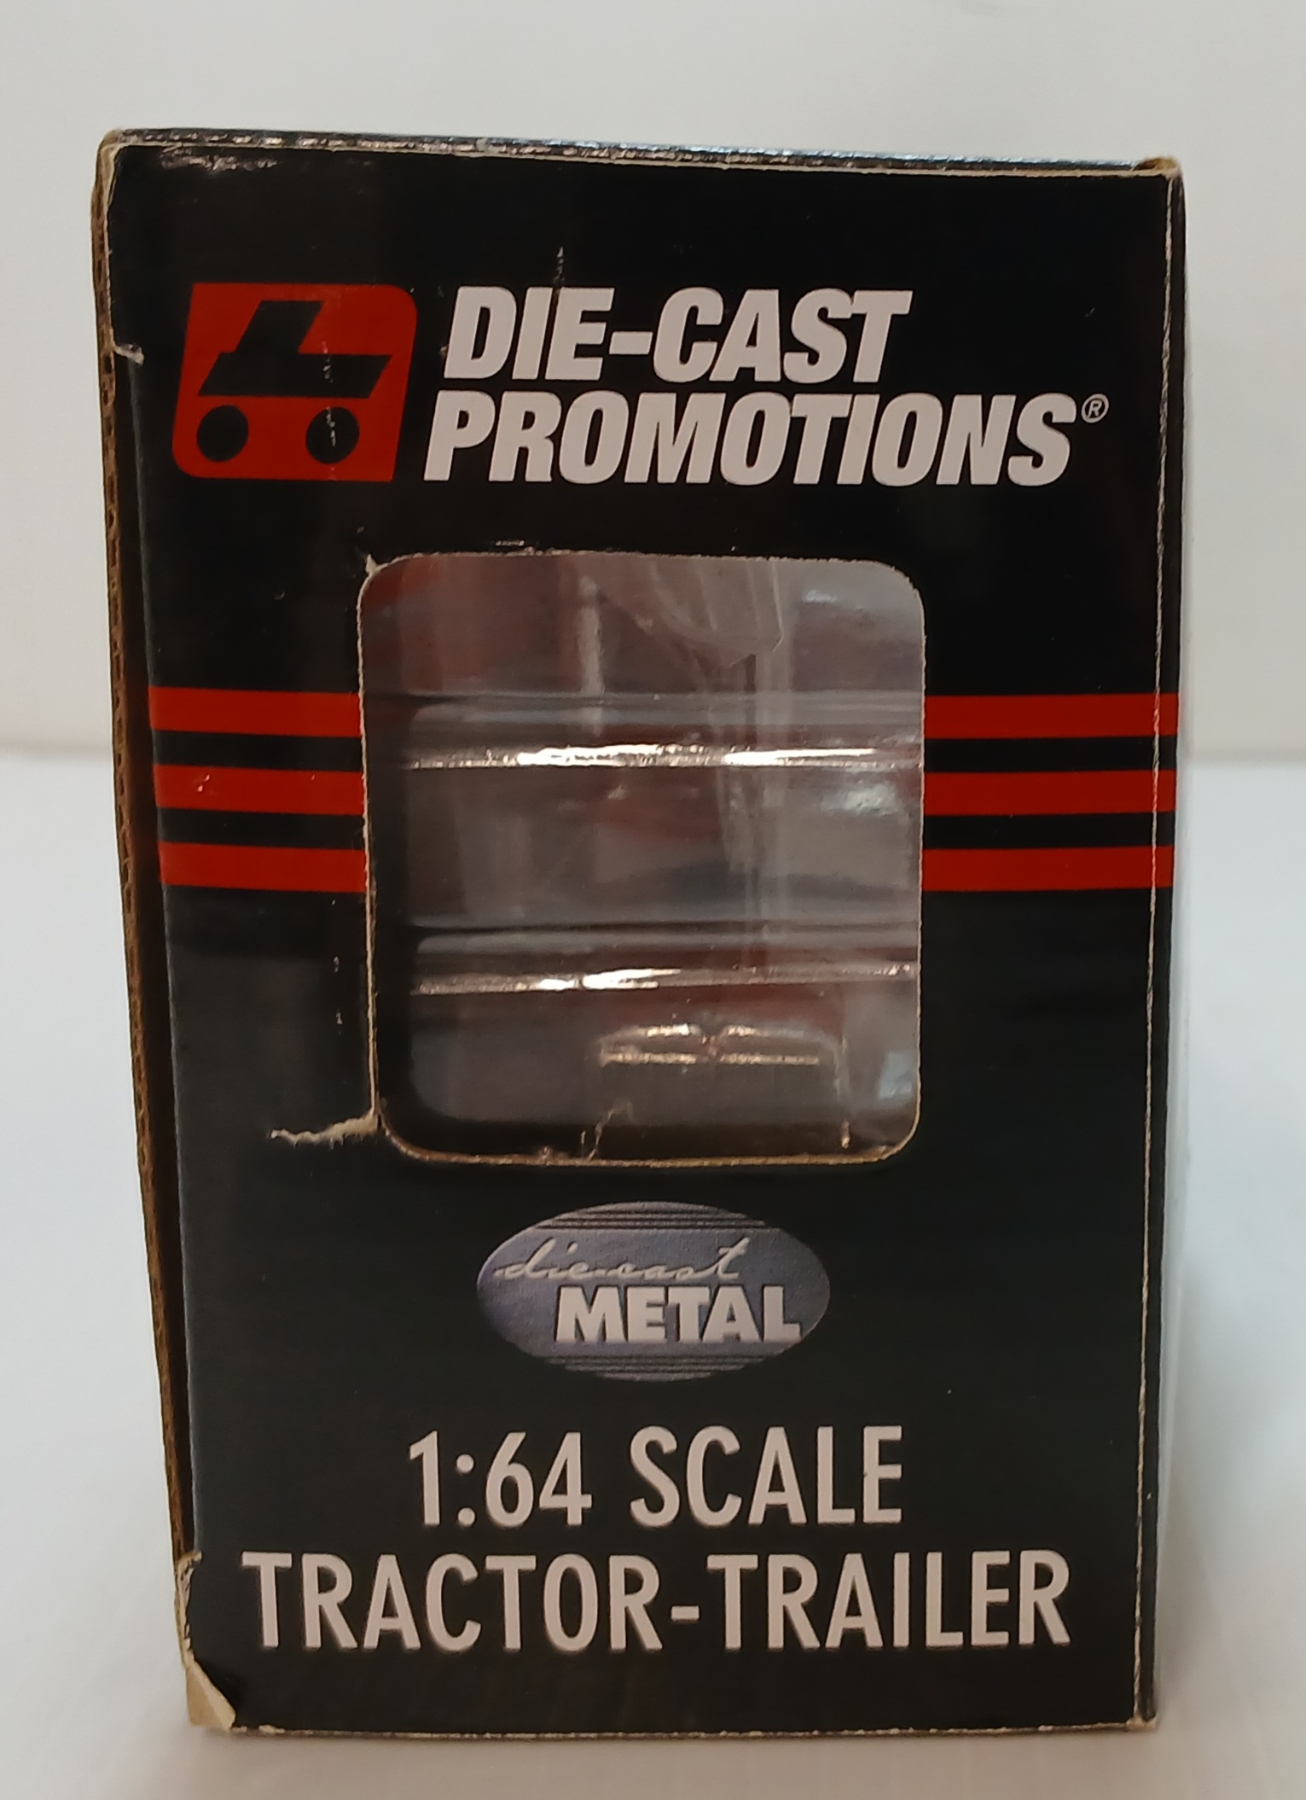 DIE-CAST
PROMOTIONS®
die-cast
METAL
1:64 SCALE
TRACTOR-TRAILER